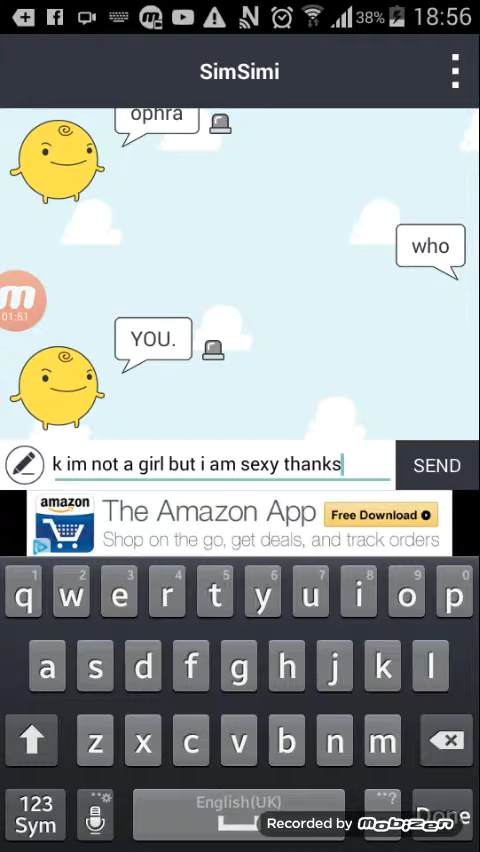 38% 18:56
SimSimi
ophra
who
01:51
YOU.
k im not a girl but i am sexy thanks
SEND
amazon
The Amazon App
Free Download
Shop on the go, get deals, and track orders
1 2 3 4 5 6 7 8 9 0
q w e r t y u i o p
a s d f g h j k l
z x c v b n m
123
Sym
English(UK)
?
Done
Recorded by Mobizen